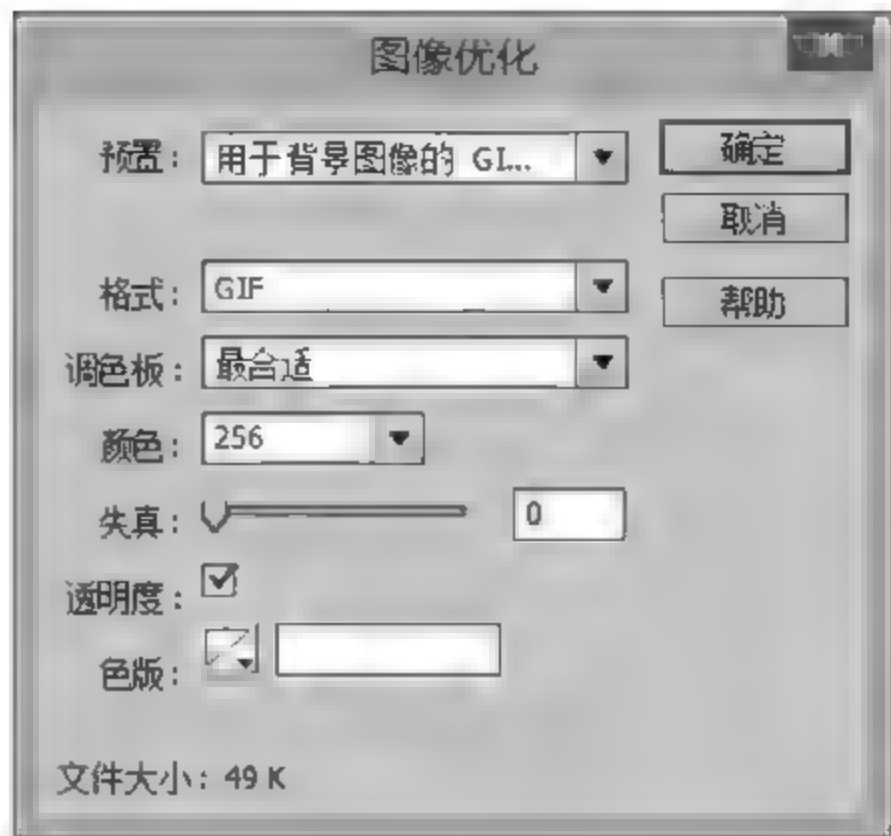 图像优化
预置： 用于背景图像的 GI...
确定
取消
格式： GIF
帮助
调色板： 最合适
颜色： 256
失真： 0
透明度：
色版：
文件大小： 49 K